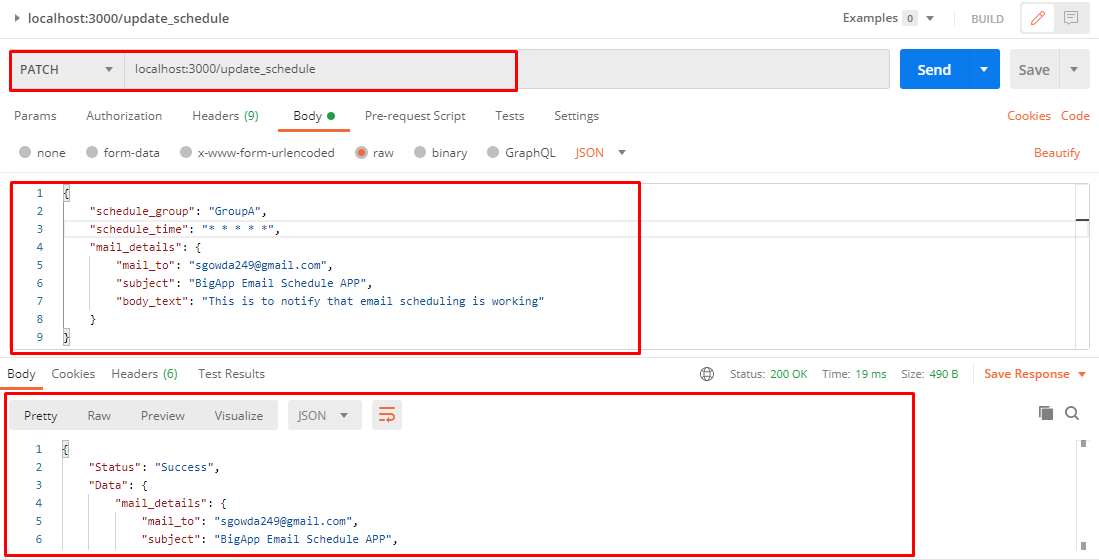 localhost:3000/update_schedule Examples 0 BUILD
PATCH localhost:3000/update_schedule Send Save
Params Authorization Headers (9) Body Pre-request Script Tests Settings Cookies Code
none form-data x-www-form-urlencoded raw binary GraphQL JSON Beautify
1 {
2 "schedule_group": "GroupA",
3 "schedule_time": "* * * * *",
4 "mail_details": {
5 "mail_to": "sgowda249@gmail.com",
6 "subject": "BigApp Email Schedule APP",
7 "body_text": "This is to notify that email scheduling is working"
8 }
9 }
Body Cookies Headers (6) Test Results Status: 200 OK Time: 19 ms Size: 490 B Save Response
Pretty Raw Preview Visualize JSON
1 {
2 "Status": "Success",
3 "Data": {
4 "mail_details": {
5 "mail_to": "sgowda249@gmail.com",
6 "subject": "BigApp Email Schedule APP",